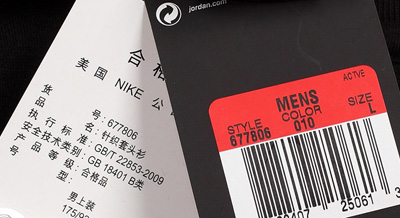 合格
美国 NIKE 公
货号:677806
品名:针织套头衫
执行标准:GB/T 22853-2009
安全技术类别:GB 18401 B类
产品等级:合格品
男上装
175/92
jordan.com
ACTVE
MENS
STYLE COLOR SIZE
677806 010 L
25061 3